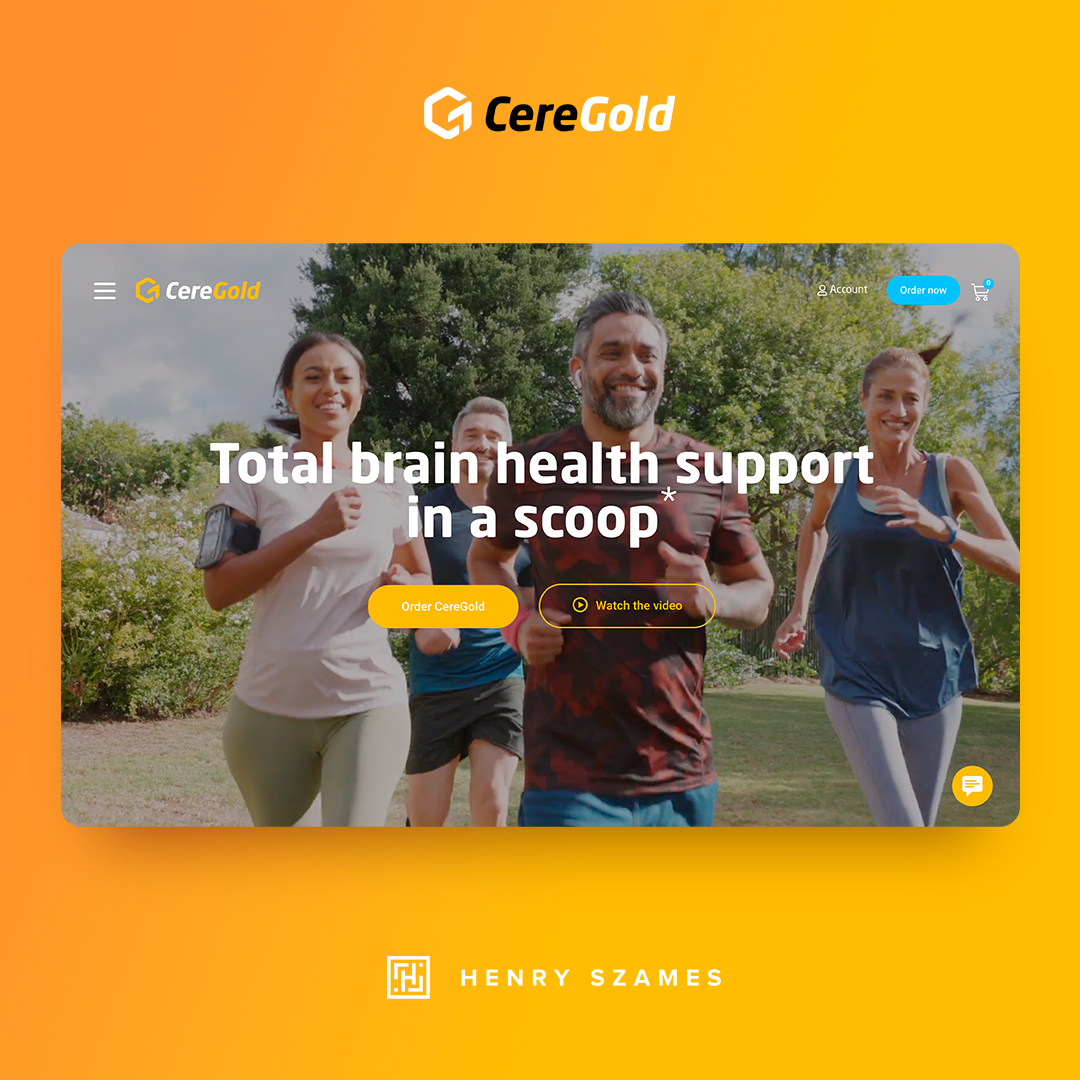 CereGold
CereGold
Account
Order now
0
Total brain health support
in a scoop*
Order CereGold
Watch the video
HENRY SZAMES